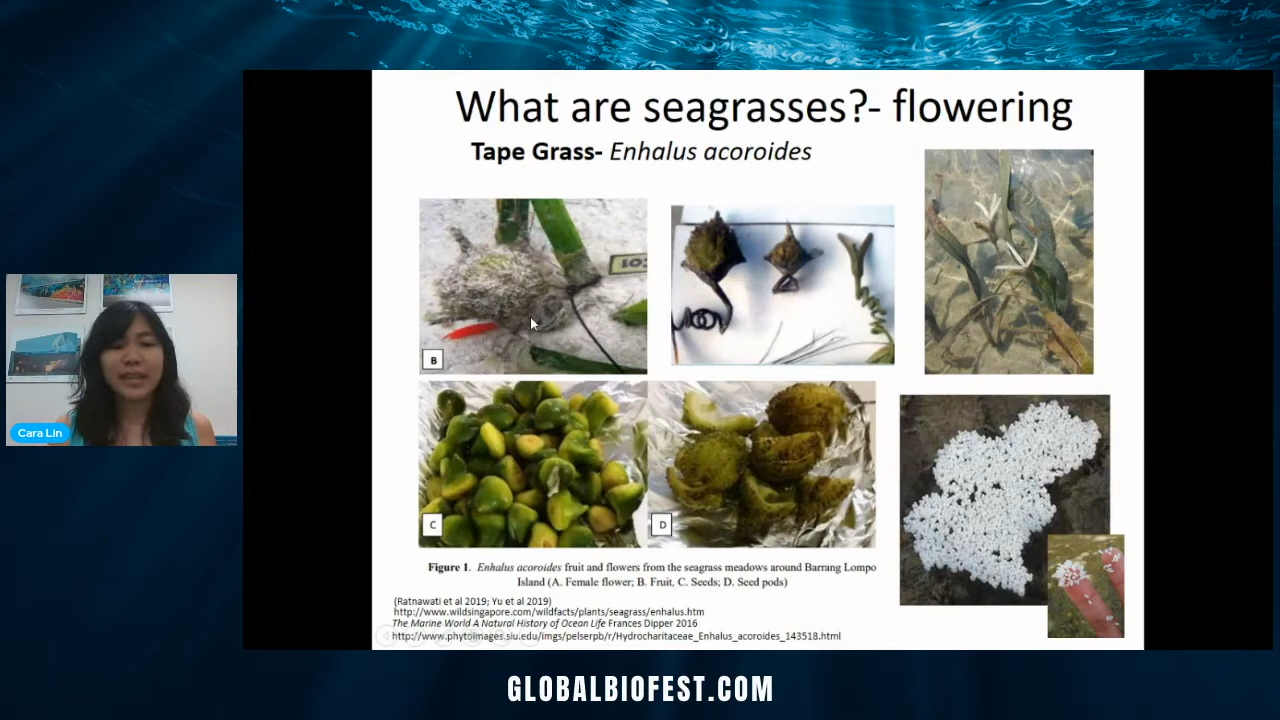 What are seagrasses?- flowering
Tape Grass- Enhalus acoroides
B
C
D
Figure 1. Enhalus acoroides fruit and flowers from the seagrass meadows around Barrang Lompo
Island (A. Female flower; B. Fruit, C. Seeds; D. Seed pods)
(Ratnawati et al 2019; Yu et al 2019)
http://www.wildsingapore.com/wildfacts/plants/seagrass/enhalus.htm
The Marine World A Natural History of Ocean Life Frances Dipper 2016
http://www.phytoimages.siu.edu/imgs/pelserpb/r/Hydrocharitaceae_Enhalus_acoroides_143518.html
Cara Lin
GLOBALBIOFEST.COM